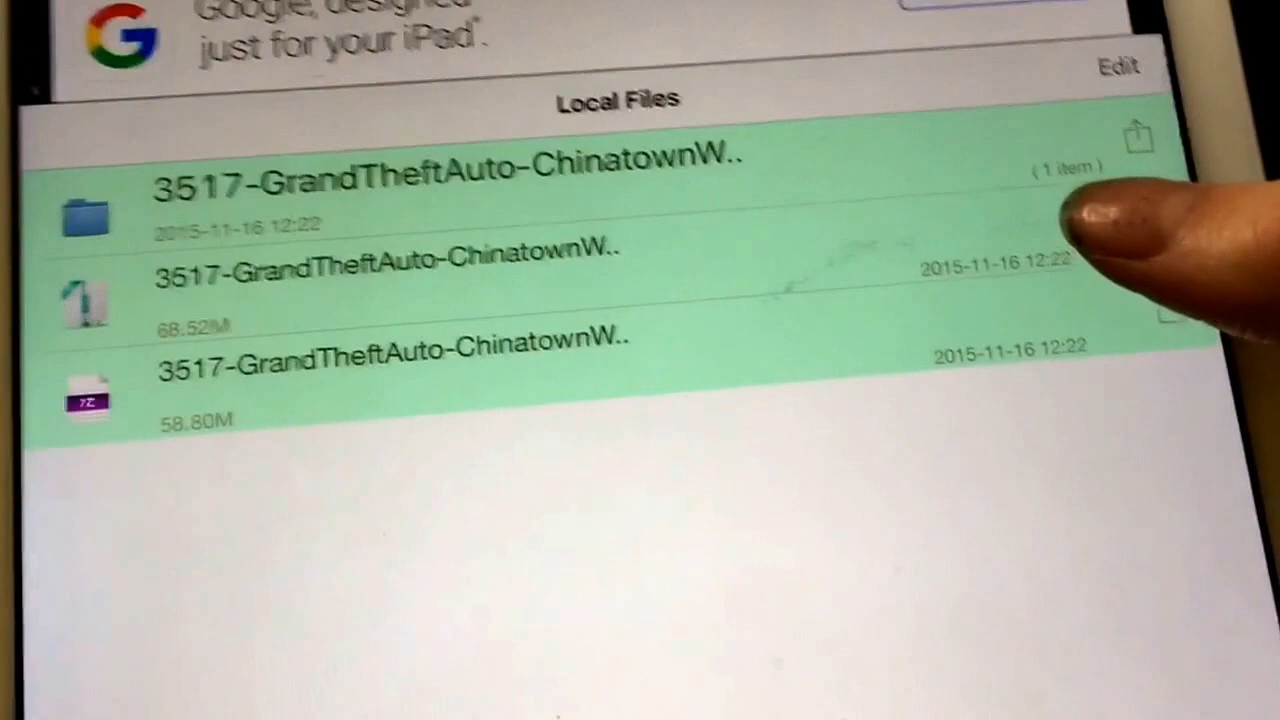 Google, designed
just for your iPad*.
Local Files
Edit
3517-GrandTheftAuto-ChinatownW..
2015-11-16 12:22
( 1 item )
3517-GrandTheftAuto-ChinatownW..
68.52M
2015-11-16 12:22
3517-GrandTheftAuto-ChinatownW..
58.80M
2015-11-16 12:22
7Z